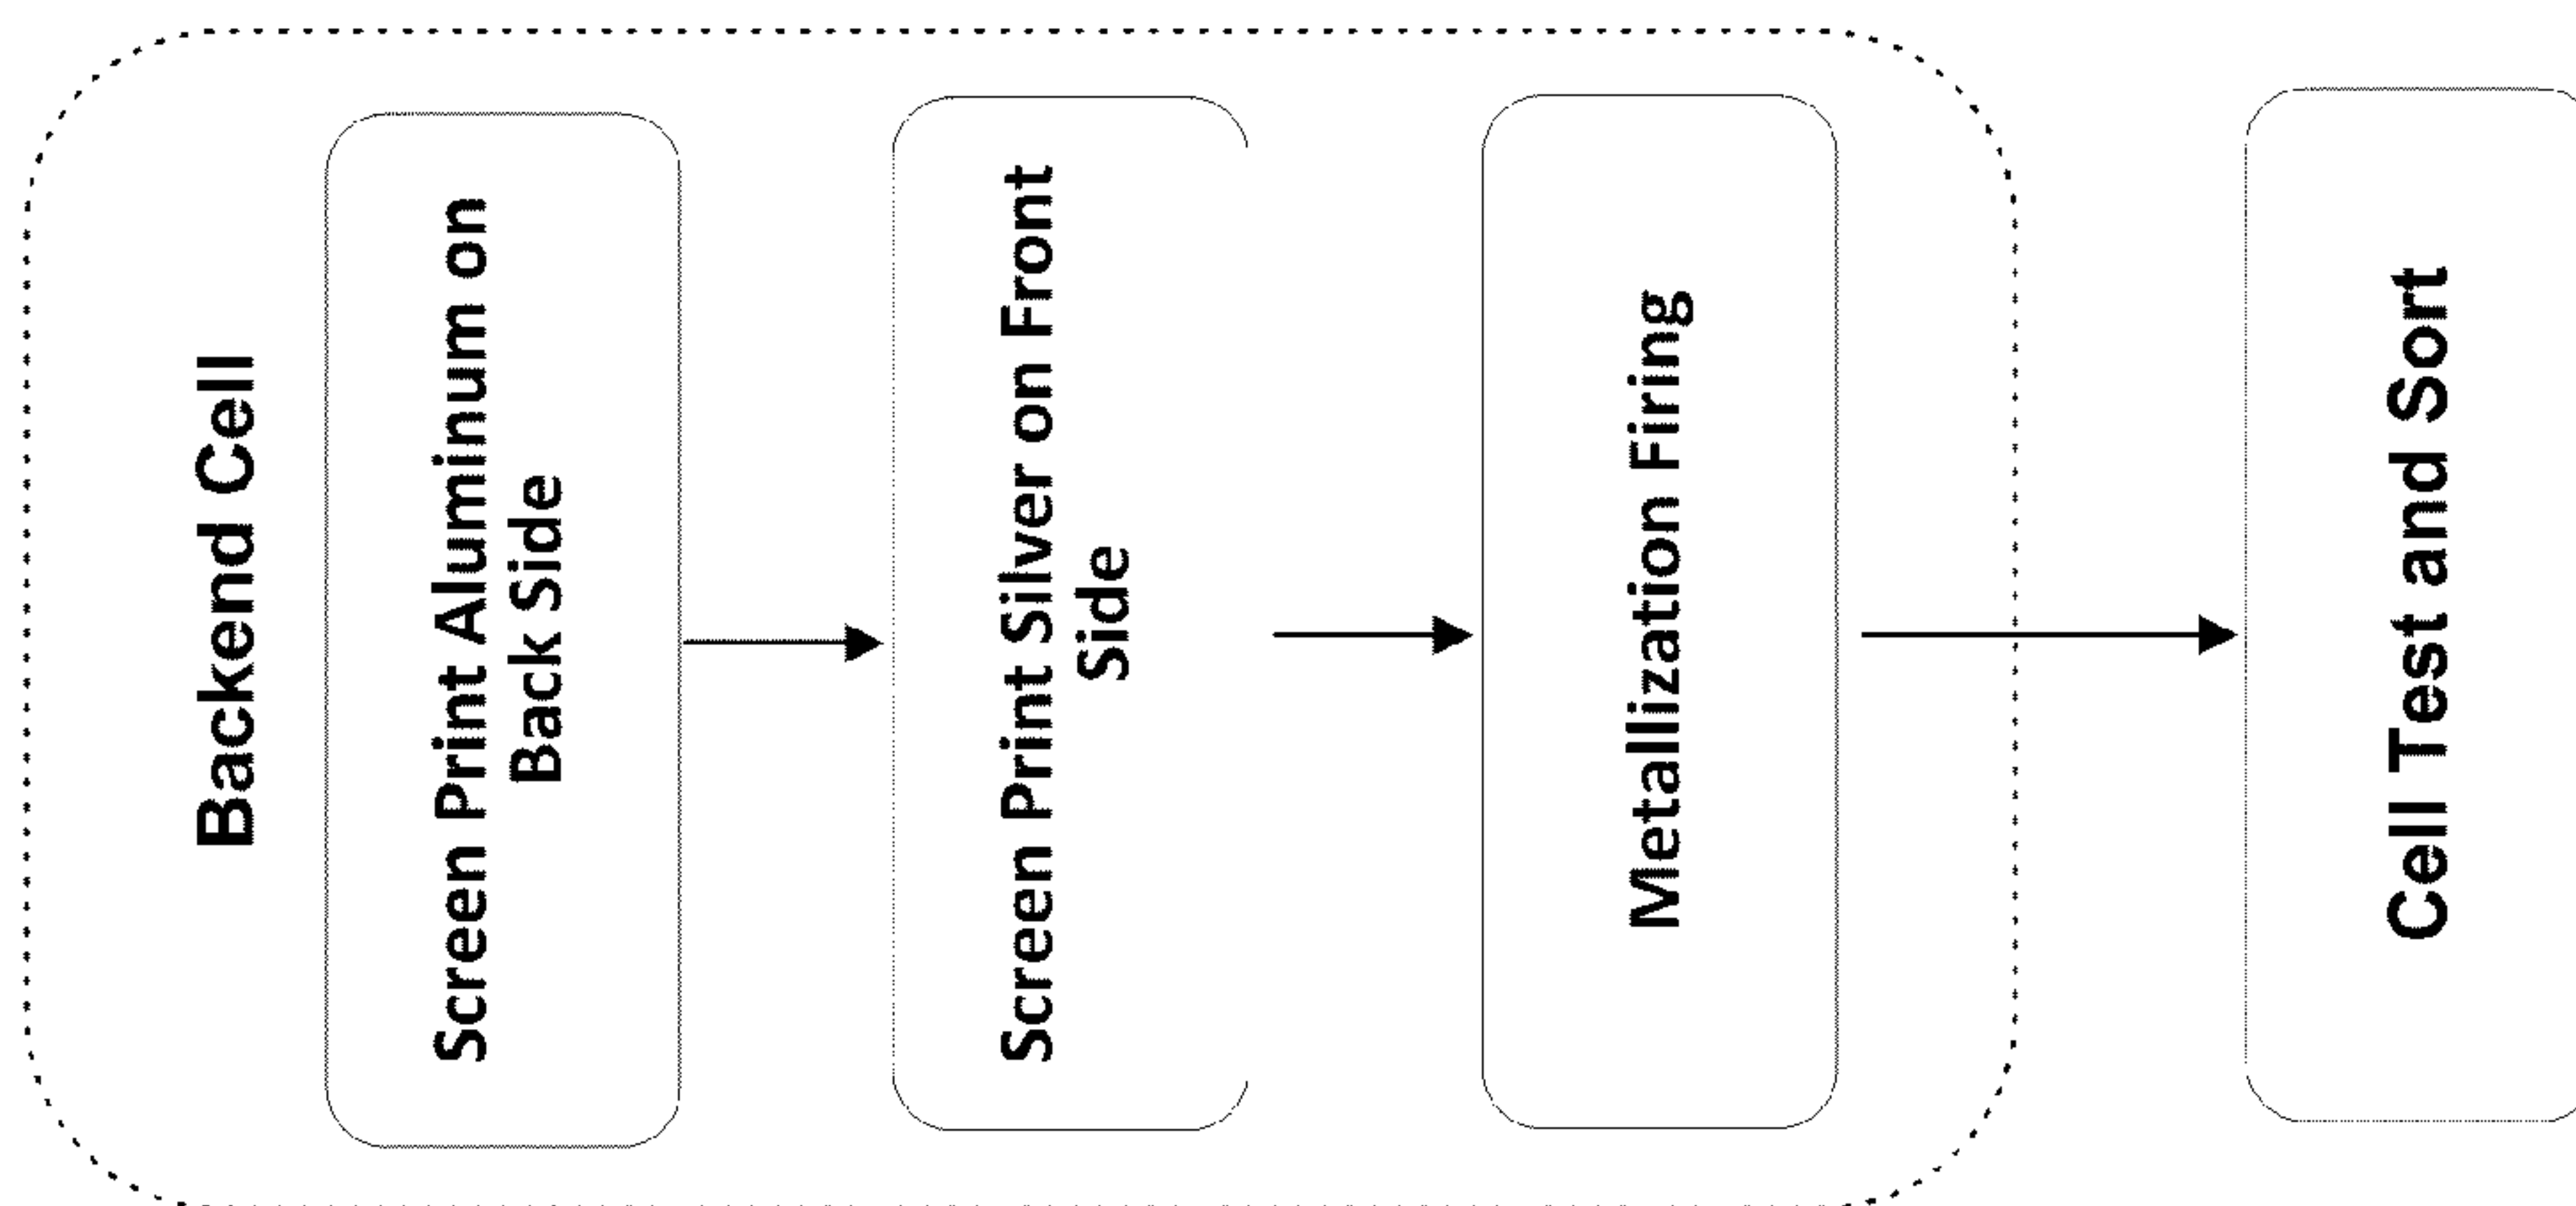 Backend Cell
Screen Print Aluminum on
Back Side
Screen Print Silver on Front
Side
Metallization Firing
Cell Test and Sort